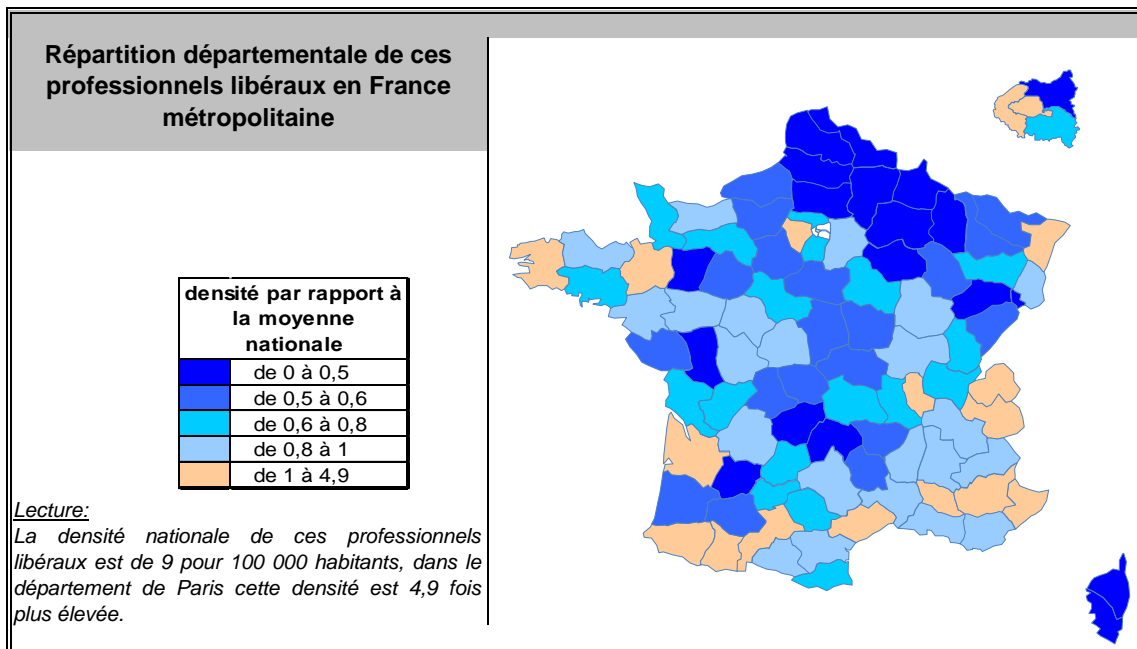 Répartition départementale de ces
professionnels libéraux en France
métropolitaine
densité par rapport à
la moyenne
nationale
de 0 à 0,5
de 0,5 à 0,6
de 0,6 à 0,8
de 0,8 à 1
de 1 à 4,9
Lecture:
La densité nationale de ces professionnels
libéraux est de 9 pour 100 000 habitants, dans le
département de Paris cette densité est 4,9 fois
plus élevée.